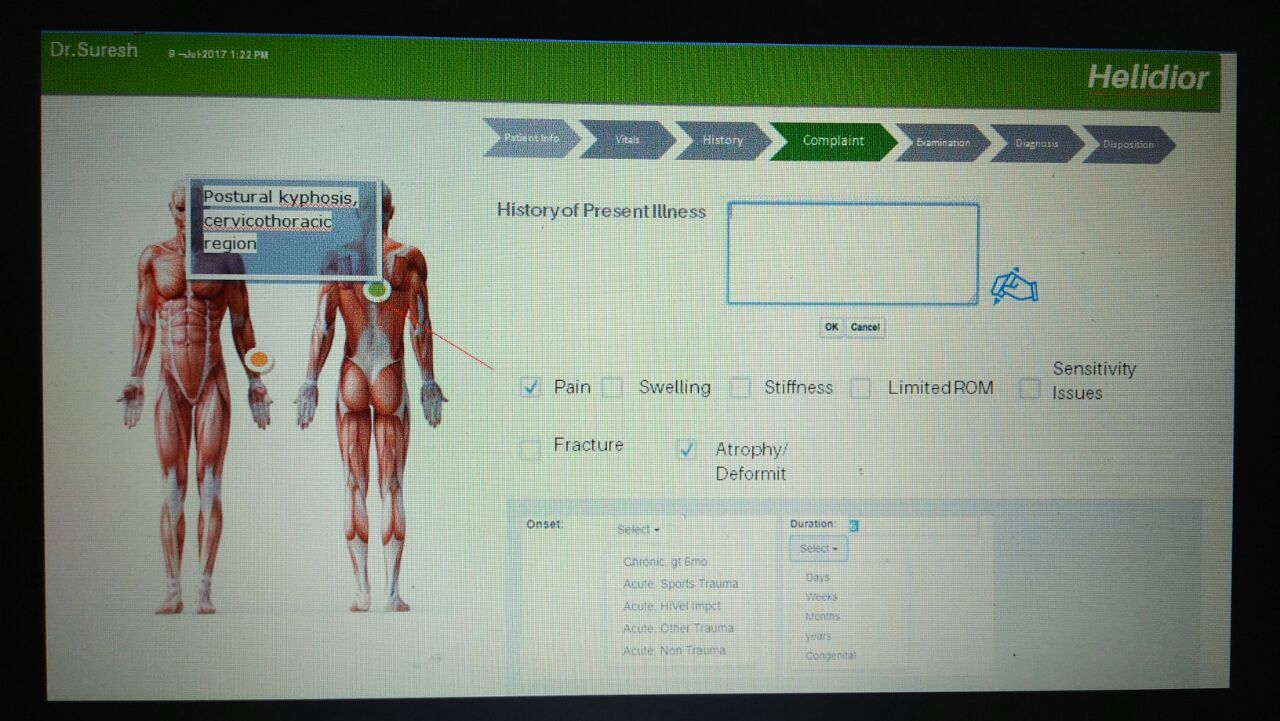 Dr.Suresh
8 -Jul-2017 1:22 PM
Helidior
Patient Info
Vitals
History
Complaint
Examination
Diagnosis
Disposition
Postural kyphosis,
cervicothoracic
region
History of Present Illness
OK
Cancel
Pain
Swelling
Stiffness
Limited ROM
Sensitivity
Issues
Fracture
Atrophy/
Deformit
Onset:
Select
Chronic, gt 6mo
Acute, Sports Trauma
Acute, HiVel Impct
Acute, Other Trauma
Acute, Non Trauma
Duration:
Select
Days
Weeks
Months
years
Congenital